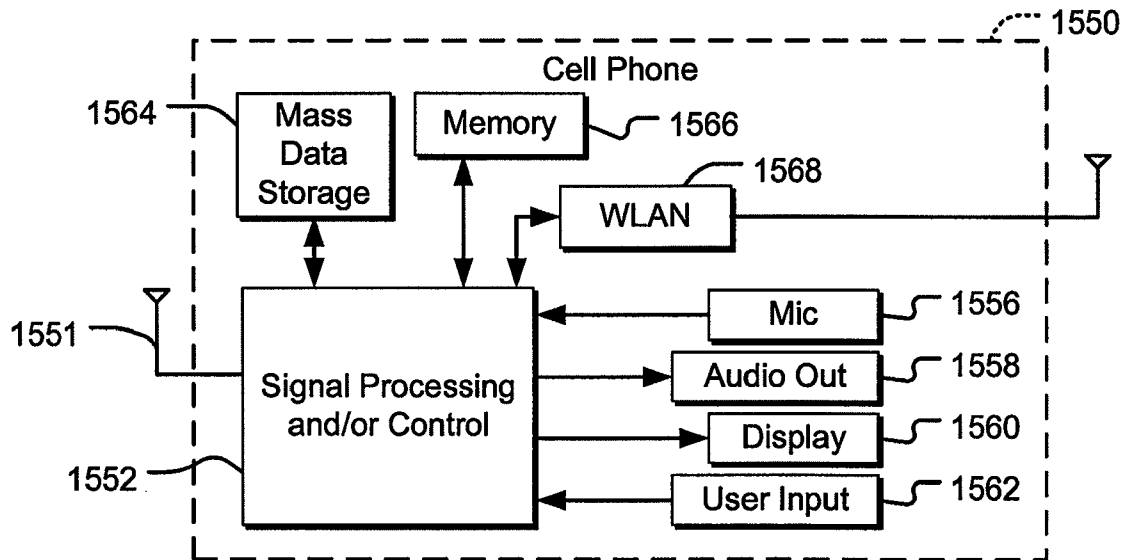 1550
Cell Phone
1564
Mass
Data
Storage
Memory
1566
1568
WLAN
1551
Mic
1556
Signal Processing
and/or Control
Audio Out
1558
Display
1560
1552
User Input
1562